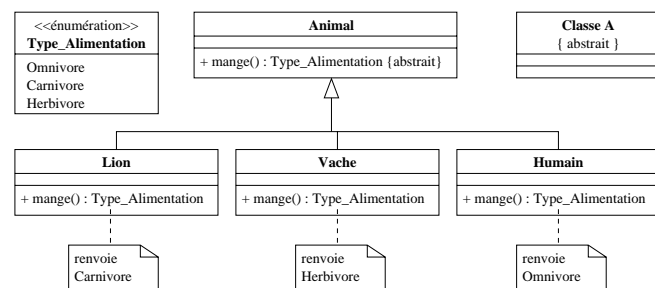 <<énumération>>
Type_Alimentation
Omnivore
Carnivore
Herbivore
Animal
+ mange() : Type_Alimentation {abstrait}
Classe A
{ abstrait }
Lion
+ mange() : Type_Alimentation
Vache
+ mange() : Type_Alimentation
Humain
+ mange() : Type_Alimentation
renvoie
Carnivore
renvoie
Herbivore
renvoie
Omnivore